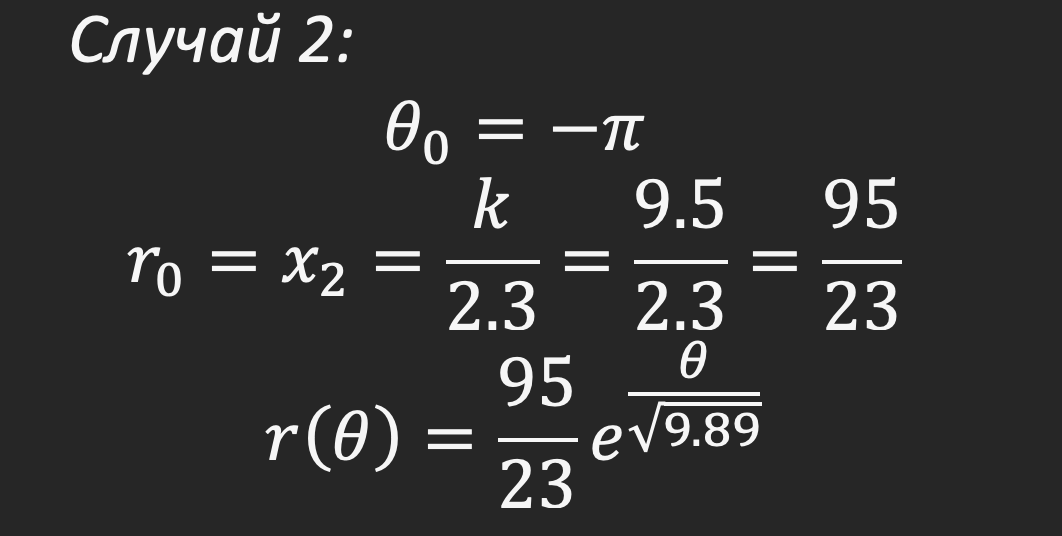 Случай 2:
θ₀ = −π
r₀ = x₂ = k/2.3 = 9.5/2.3 = 95/23
r(θ) = 95/23 e^(θ/√9.89)